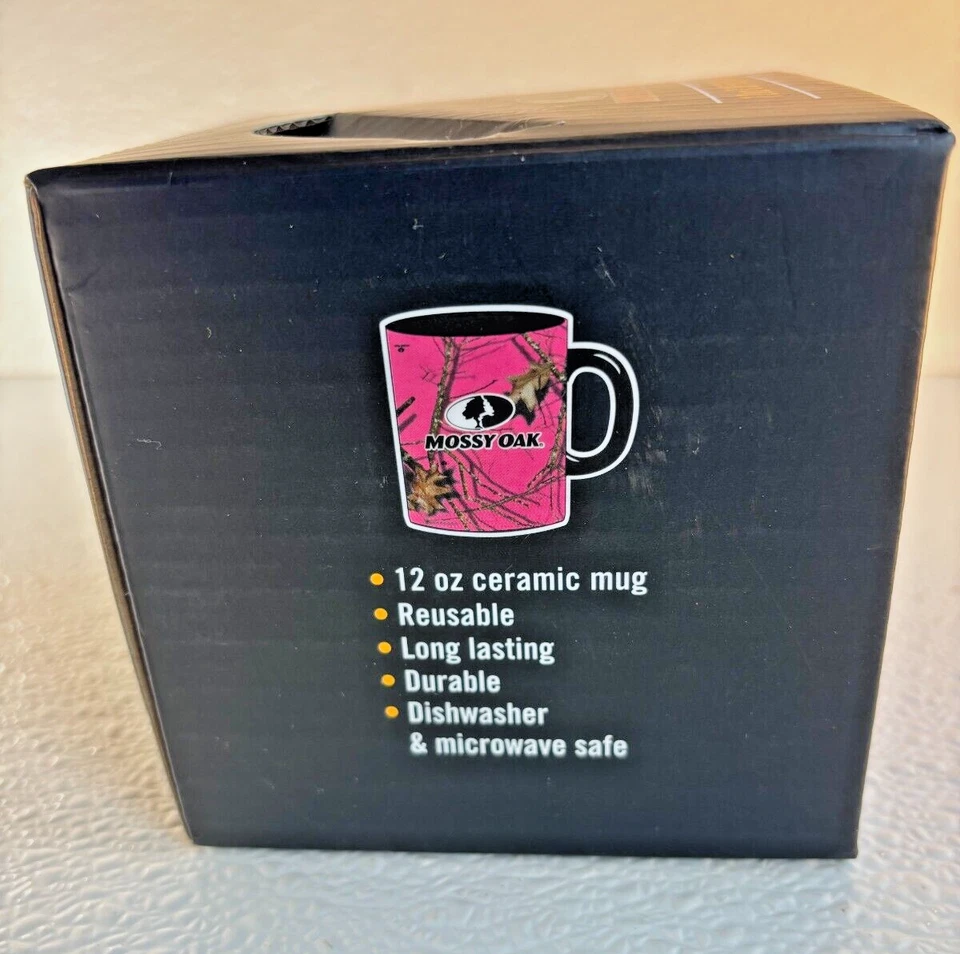 MOSSY OAK
• 12 oz ceramic mug
• Reusable
• Long lasting
• Durable
• Dishwasher
& microwave safe